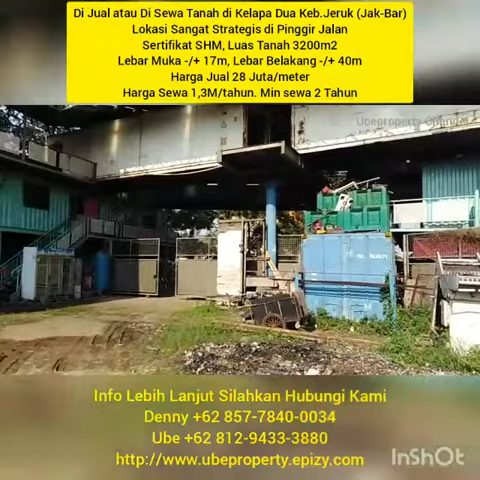 Di Jual atau Di Sewa Tanah di Kelapa Dua Keb.Jeruk (Jak-Bar)
Lokasi Sangat Strategis di Pinggir Jalan
Sertifikat SHM, Luas Tanah 3200m2
Lebar Muka -/+ 17m, Lebar Belakang -/+ 40m
Harga Jual 28 Juta/meter
Harga Sewa 1,3M/tahun. Min sewa 2 Tahun
Ubeproperty Channel
Info Lebih Lanjut Silahkan Hubungi Kami
Denny +62 857-7840-0034
Ube +62 812-9433-3880
http://www.ubeproperty.epizy.com
InShOt